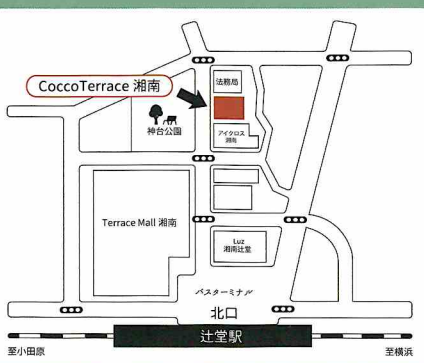 法務局
CoccoTerrace 湘南
神台公園
アイクロス
湘南
Terrace Mall 湘南
Luz
湘南辻堂
バスターミナル
北口
辻堂駅
至小田原
至横浜